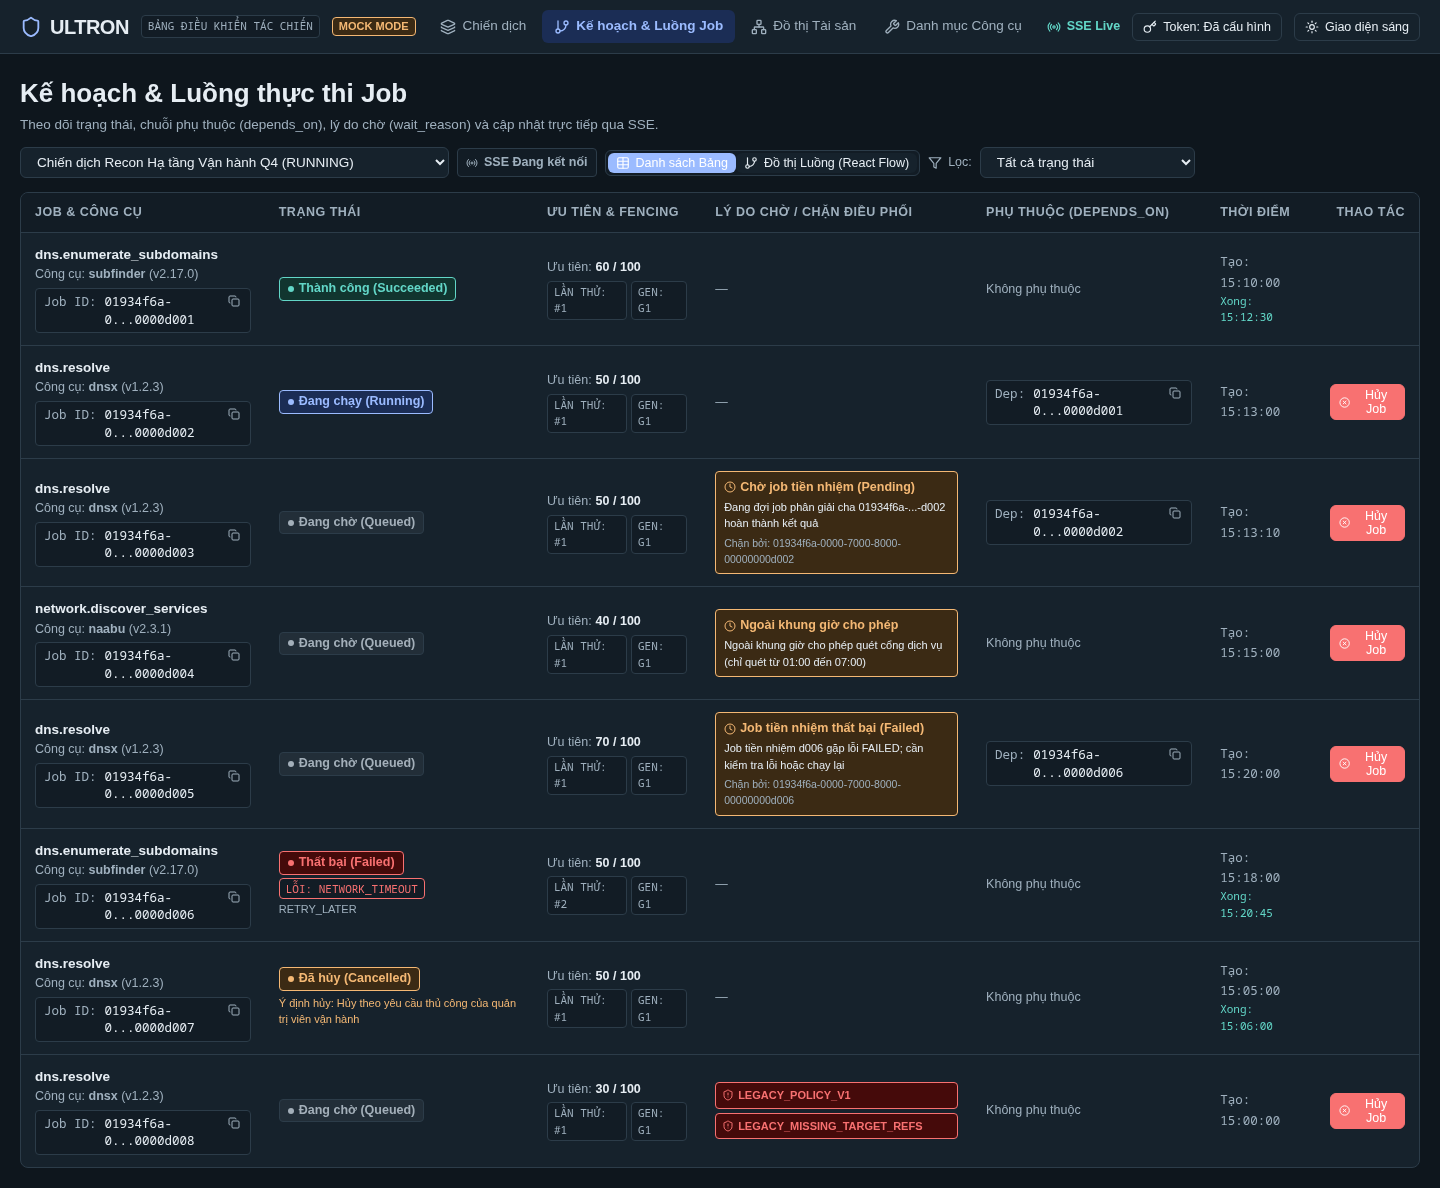 ULTRON
BẢNG ĐIỀU KHIỂN TÁC CHIẾN
MOCK MODE
Chiến dịch
Kế hoạch & Luồng Job
Đồ thị Tài sản
Danh mục Công cụ
SSE Live
Token: Đã cấu hình
Giao diện sáng
Kế hoạch & Luồng thực thi Job
Theo dõi trạng thái, chuỗi phụ thuộc (depends_on), lý do chờ (wait_reason) và cập nhật trực tiếp qua SSE.
Chiến dịch Recon Hạ tầng Vận hành Q4 (RUNNING)
SSE Đang kết nối
Danh sách Bảng
Đồ thị Luồng (React Flow)
Lọc:
Tất cả trạng thái
JOB & CÔNG CỤ
TRẠNG THÁI
ƯU TIÊN & FENCING
LÝ DO CHỜ / CHẶN ĐIỀU PHỐI
PHỤ THUỘC (DEPENDS_ON)
THỜI ĐIỂM
THAO TÁC
dns.enumerate_subdomains
Công cụ: subfinder (v2.17.0)
Job ID: 01934f6a-
0...0000d001
Thành công (Succeeded)
Ưu tiên: 60 / 100
LẦN THỬ:
#1
GEN:
G1
—
Không phụ thuộc
Tạo:
15:10:00
Xong:
15:12:30
dns.resolve
Công cụ: dnsx (v1.2.3)
Job ID: 01934f6a-
0...0000d002
Đang chạy (Running)
Ưu tiên: 50 / 100
LẦN THỬ:
#1
GEN:
G1
—
Dep: 01934f6a-
0...0000d001
Tạo:
15:13:00
Hủy
Job
dns.resolve
Công cụ: dnsx (v1.2.3)
Job ID: 01934f6a-
0...0000d003
Đang chờ (Queued)
Ưu tiên: 50 / 100
LẦN THỬ:
#1
GEN:
G1
Chờ job tiền nhiệm (Pending)
Đang đợi job phân giải cha 01934f6a-...-d002
hoàn thành kết quả
Chặn bởi: 01934f6a-0000-7000-8000-
00000000d002
Dep: 01934f6a-
0...0000d002
Tạo:
15:13:10
Hủy
Job
network.discover_services
Công cụ: naabu (v2.3.1)
Job ID: 01934f6a-
0...0000d004
Đang chờ (Queued)
Ưu tiên: 40 / 100
LẦN THỬ:
#1
GEN:
G1
Ngoài khung giờ cho phép
Ngoài khung giờ cho phép quét cổng dịch vụ
(chỉ quét từ 01:00 đến 07:00)
Không phụ thuộc
Tạo:
15:15:00
Hủy
Job
dns.resolve
Công cụ: dnsx (v1.2.3)
Job ID: 01934f6a-
0...0000d005
Đang chờ (Queued)
Ưu tiên: 70 / 100
LẦN THỬ:
#1
GEN:
G1
Job tiền nhiệm thất bại (Failed)
Job tiền nhiệm d006 gặp lỗi FAILED; cần
kiểm tra lỗi hoặc chạy lại
Chặn bởi: 01934f6a-0000-7000-8000-
00000000d006
Dep: 01934f6a-
0...0000d006
Tạo:
15:20:00
Hủy
Job
dns.enumerate_subdomains
Công cụ: subfinder (v2.17.0)
Job ID: 01934f6a-
0...0000d006
Thất bại (Failed)
LỖI: NETWORK_TIMEOUT
RETRY_LATER
Ưu tiên: 50 / 100
LẦN THỬ:
#2
GEN:
G1
—
Không phụ thuộc
Tạo:
15:18:00
Xong:
15:20:45
dns.resolve
Công cụ: dnsx (v1.2.3)
Job ID: 01934f6a-
0...0000d007
Đã hủy (Cancelled)
Ý định hủy: Hủy theo yêu cầu thủ công của quản
trị viên vận hành
Ưu tiên: 50 / 100
LẦN THỬ:
#1
GEN:
G1
—
Không phụ thuộc
Tạo:
15:05:00
Xong:
15:06:00
dns.resolve
Công cụ: dnsx (v1.2.3)
Job ID: 01934f6a-
0...0000d008
Đang chờ (Queued)
Ưu tiên: 30 / 100
LẦN THỬ:
#1
GEN:
G1
LEGACY_POLICY_V1
LEGACY_MISSING_TARGET_REFS
Không phụ thuộc
Tạo:
15:00:00
Hủy
Job